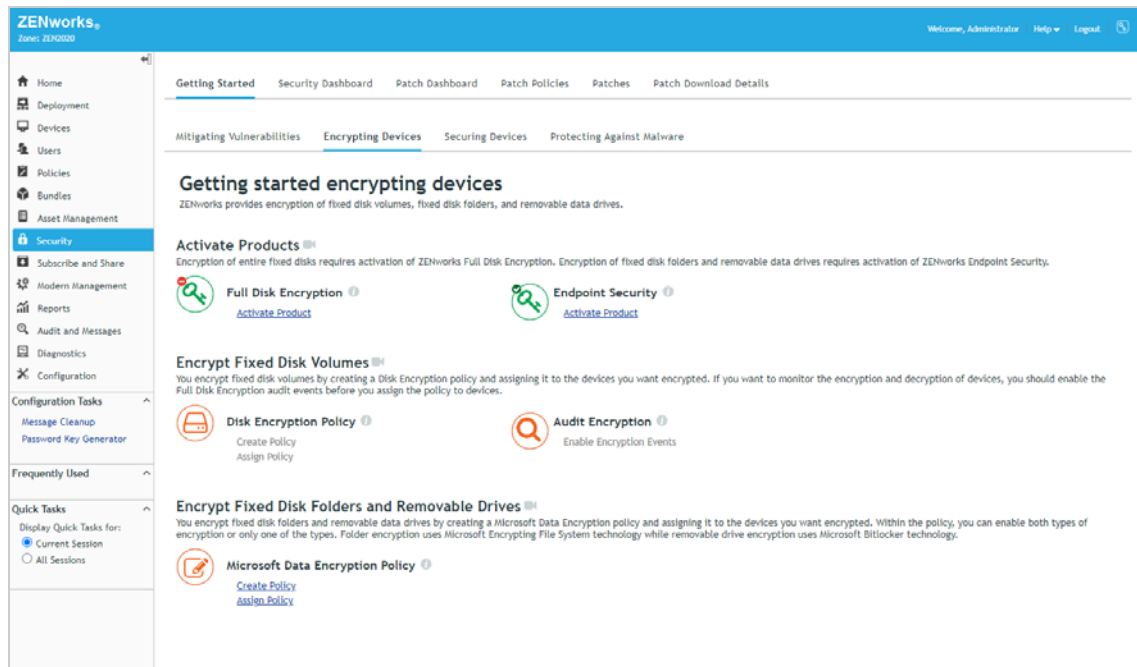 ZENworks®
Zone: ZEN2020
Welcome, Administrator Help Logout
Home
Deployment
Devices
Users
Policies
Bundles
Asset Management
Security
Subscribe and Share
Modern Management
Reports
Audit and Messages
Diagnostics
Configuration
Configuration Tasks
Message Cleanup
Password Key Generator
Frequently Used
Quick Tasks
Display Quick Tasks for:
Current Session
All Sessions
Getting Started Security Dashboard Patch Dashboard Patch Policies Patches Patch Download Details
Mitigating Vulnerabilities Encrypting Devices Securing Devices Protecting Against Malware
Getting started encrypting devices
ZENworks provides encryption of fixed disk volumes, fixed disk folders, and removable data drives.
Activate Products
Encryption of entire fixed disks requires activation of ZENworks Full Disk Encryption. Encryption of fixed disk folders and removable data drives requires activation of ZENworks Endpoint Security.
Full Disk Encryption
Activate Product
Endpoint Security
Activate Product
Encrypt Fixed Disk Volumes
You encrypt fixed disk volumes by creating a Disk Encryption policy and assigning it to the devices you want encrypted. If you want to monitor the encryption and decryption of devices, you should enable the
Full Disk Encryption audit events before you assign the policy to devices.
Disk Encryption Policy
Create Policy
Assign Policy
Audit Encryption
Enable Encryption Events
Encrypt Fixed Disk Folders and Removable Drives
You encrypt fixed disk folders and removable data drives by creating a Microsoft Data Encryption policy and assigning it to the devices you want encrypted. Within the policy, you can enable both types of
encryption or only one of the types. Folder encryption uses Microsoft Encrypting File System technology while removable drive encryption uses Microsoft Bitlocker technology.
Microsoft Data Encryption Policy
Create Policy
Assign Policy